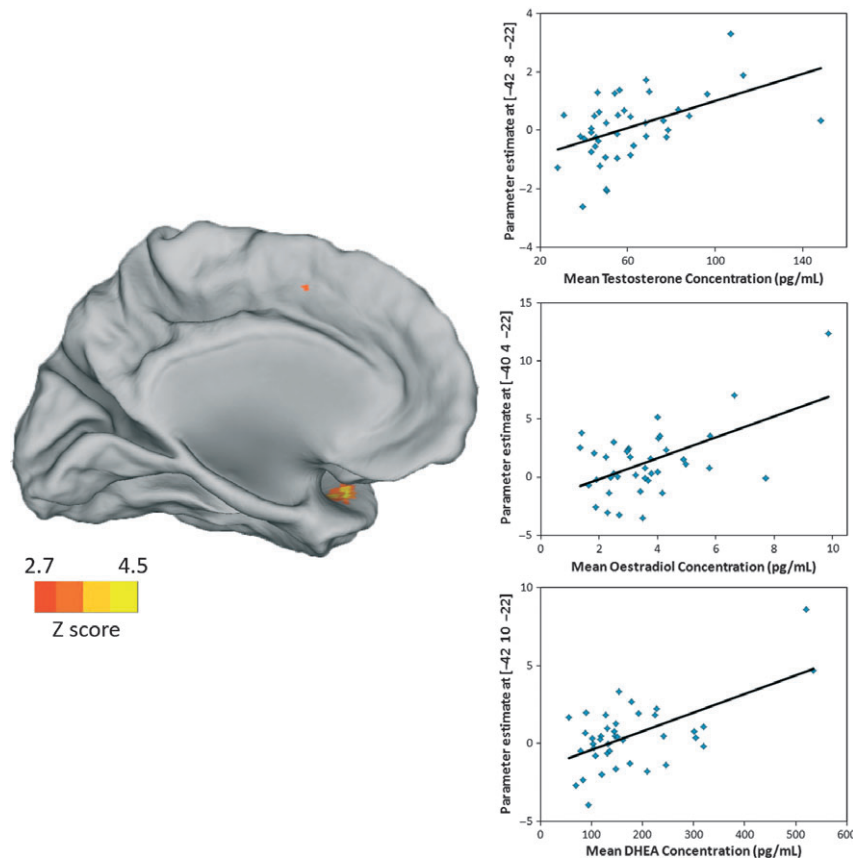 2.7 4.5
Z score
Parameter estimate at [−42 -8 −22]
4
2
0
−2
−4
20 60 100 140
Mean Testosterone Concentration (pg/mL)
Parameter estimate at [−40 4 −22]
15
10
5
0
−5
0 2 4 6 8 10
Mean Oestradiol Concentration (pg/mL)
Parameter estimate at [−42 10 −22]
10
5
0
−5
0 100 200 300 400 500 600
Mean DHEA Concentration (pg/mL)